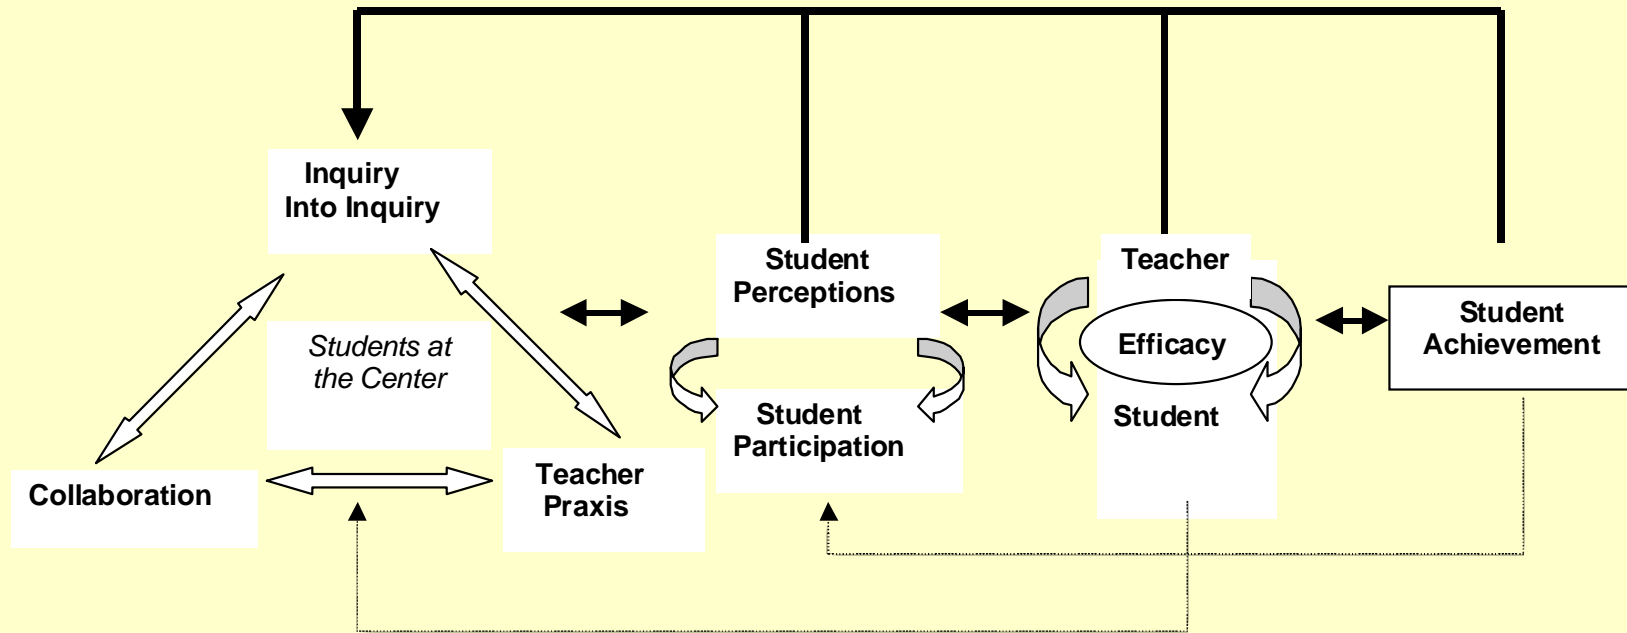 Inquiry
Into Inquiry
Students at
the Center
Collaboration
Teacher
Praxis
Student
Perceptions
Student
Participation
Teacher
Efficacy
Student
Student
Achievement